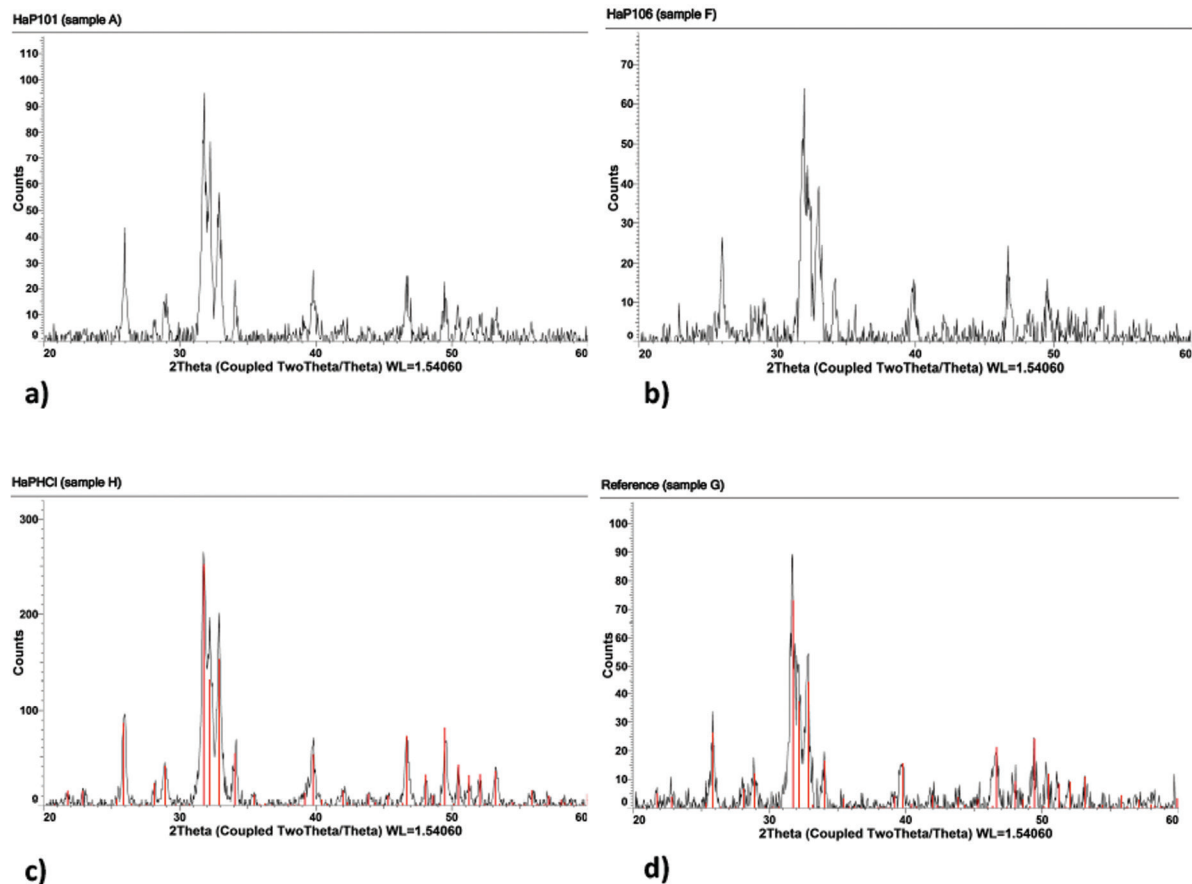 HaP101 (sample A)
110
100
90
80
70
60
50
40
30
20
10
0
Counts
20 30 40 50 60
2Theta (Coupled TwoTheta/Theta) WL=1.54060
a)
HaP106 (sample F)
70
60
50
40
30
20
10
0
Counts
20 30 40 50 60
2Theta (Coupled TwoTheta/Theta) WL=1.54060
b)
HaPHCl (sample H)
300
200
100
0
Counts
20 30 40 50 60
2Theta (Coupled TwoTheta/Theta) WL=1.54060
c)
Reference (sample G)
100
90
80
70
60
50
40
30
20
10
0
Counts
20 30 40 50 60
2Theta (Coupled TwoTheta/Theta) WL=1.54060
d)